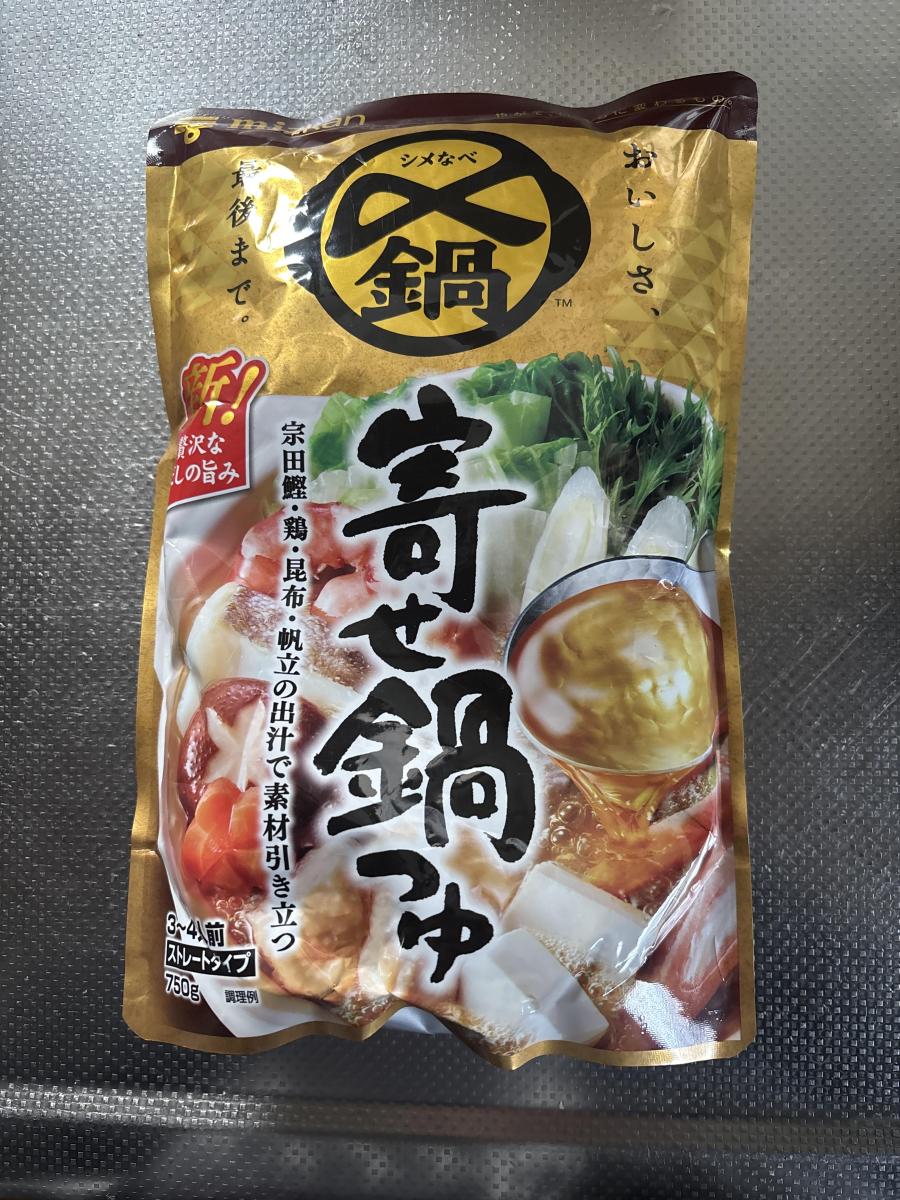 mizkan
おいしさ、
最後まで。
シメなべ
〆鍋
TM
新!
贅沢な
だしの旨み
寄せ鍋つゆ
宗田鰹・鶏・昆布・帆立の出汁で素材引き立つ
3~4人前
ストレートタイプ
750g
調理例